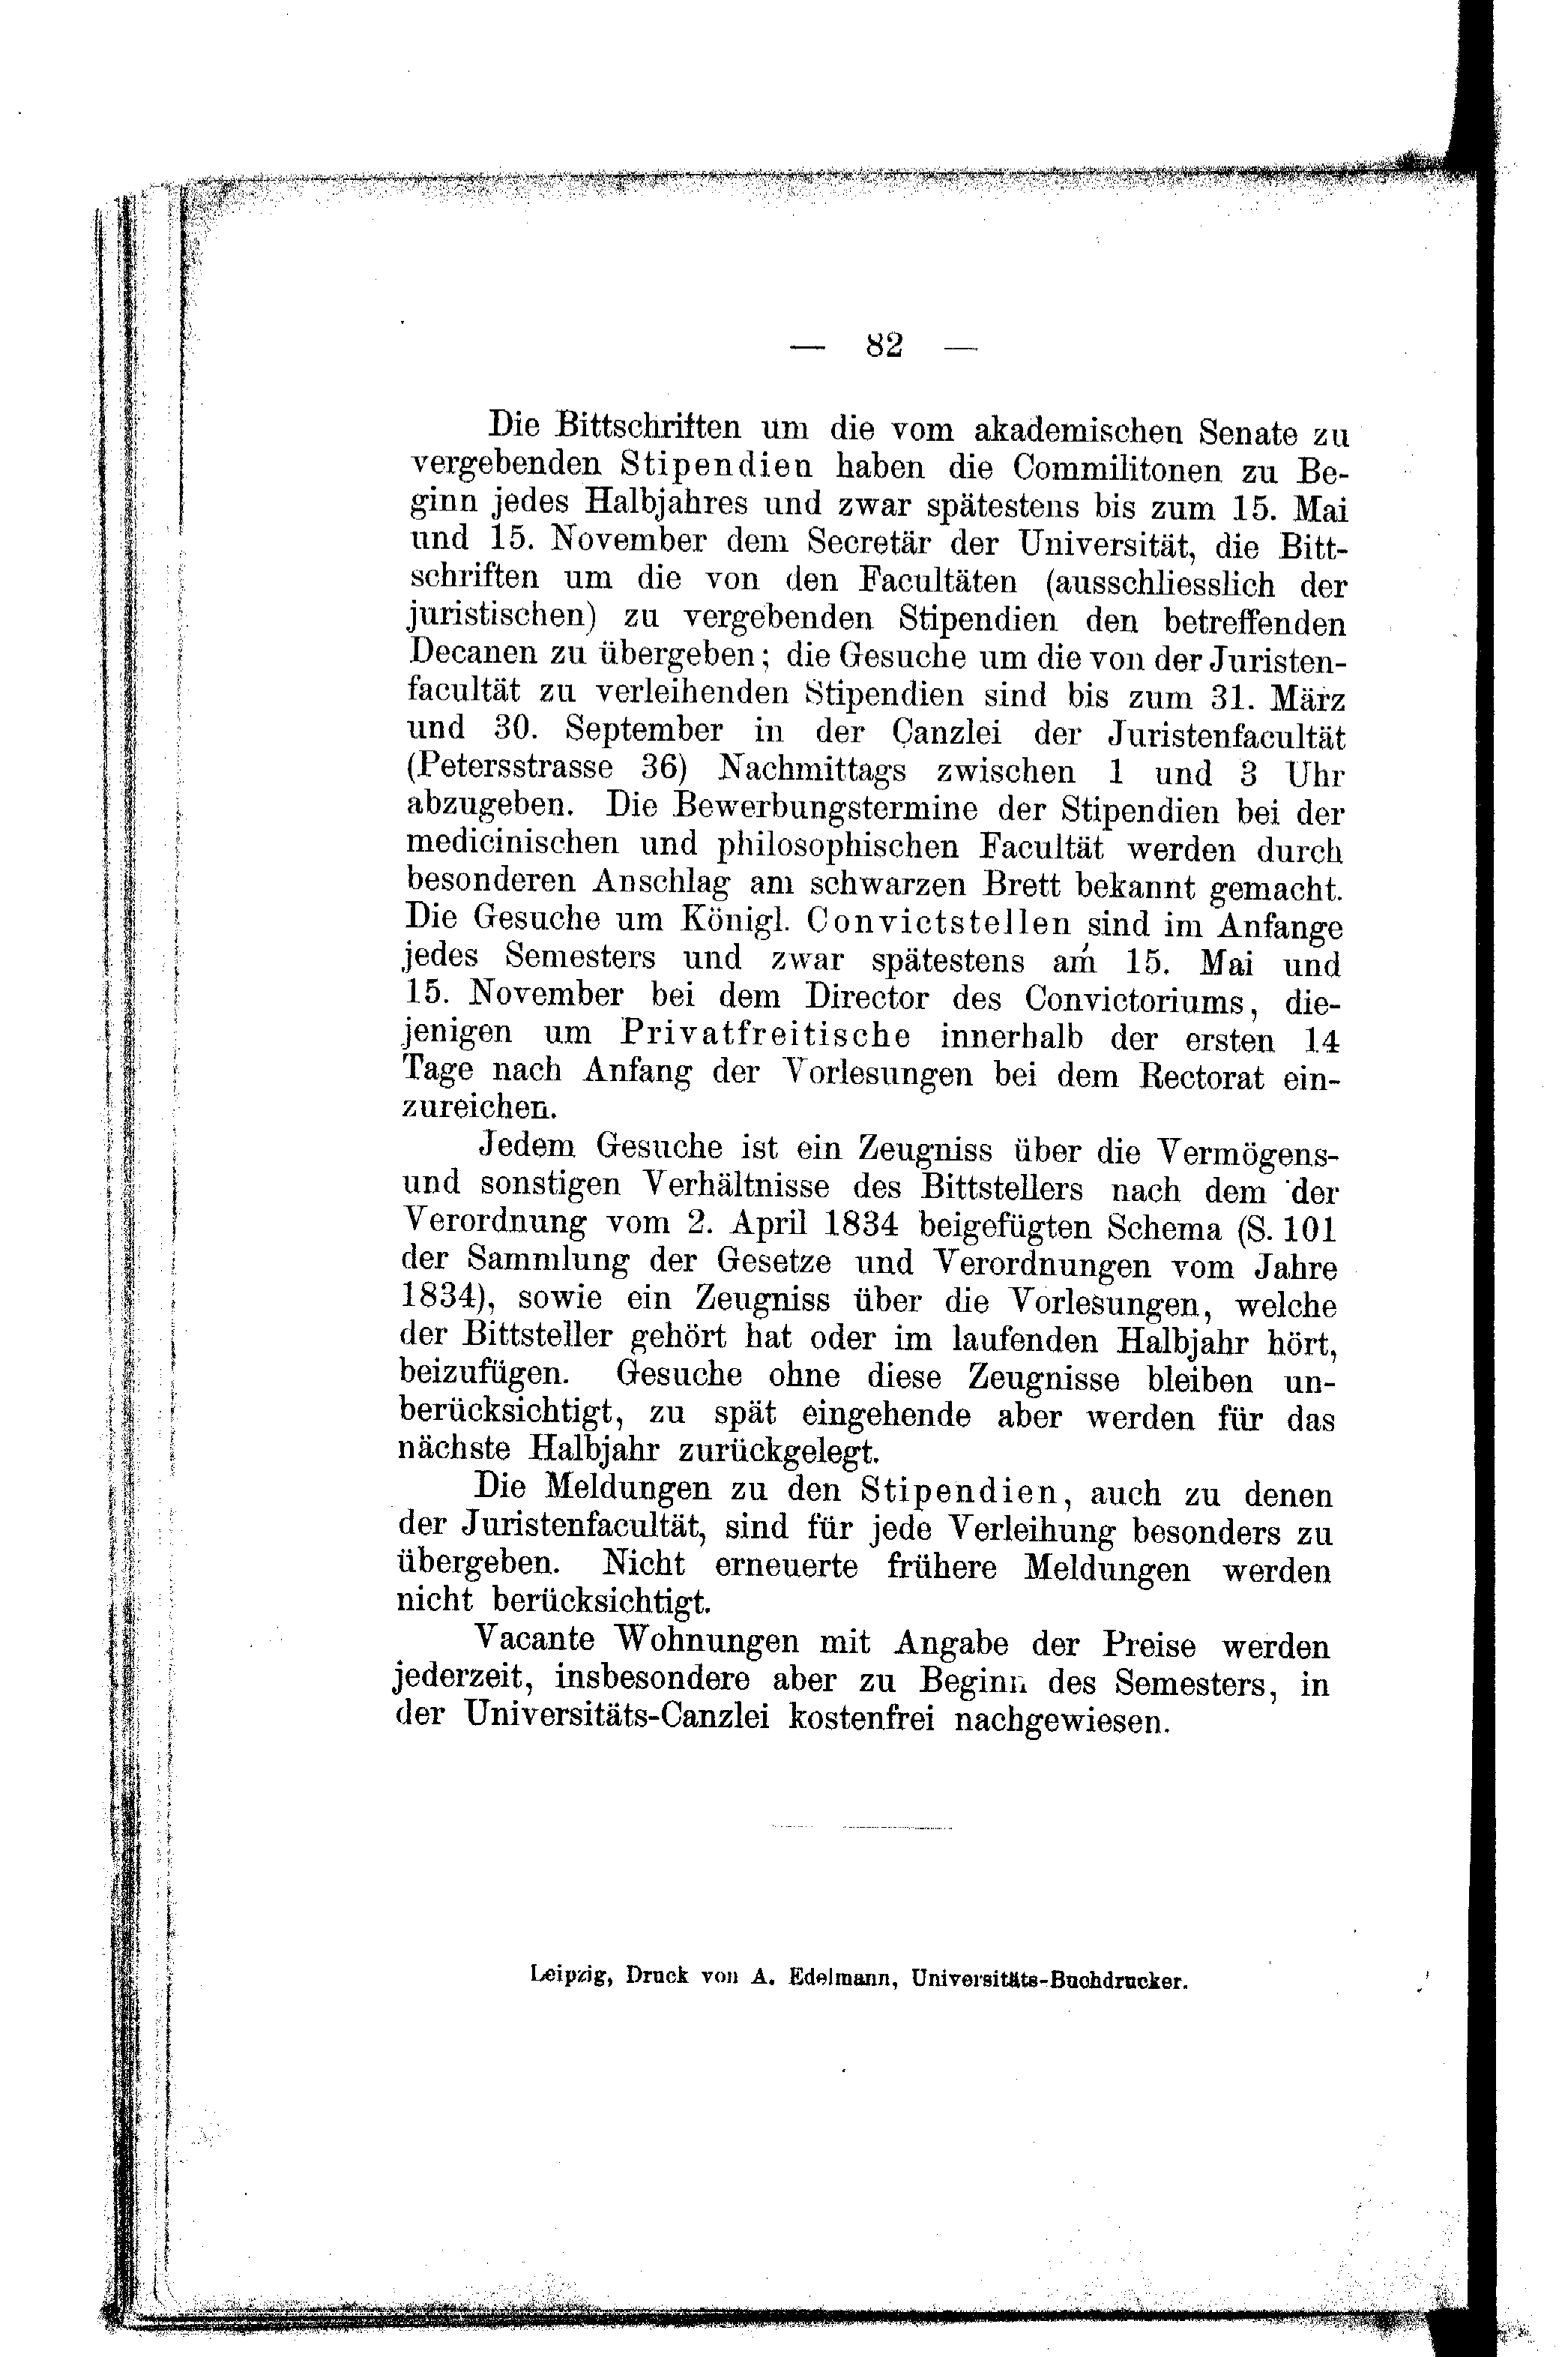 — 82 —
Die Bittschriften um die vom akademischen Senate zu
vergebenden Stipendien haben die Commilitonen zu Be-
ginn jedes Halbjahres und zwar spätestens bis zum 15. Mai
und 15. November dem Secretär der Universität, die Bitt-
schriften um die von den Facultäten (ausschliesslich der
juristischen) zu vergebenden Stipendien den betreffenden
Decanen zu übergeben; die Gesuche um die von der Juristen-
facultät zu verleihenden Stipendien sind bis zum 31. März
und 30. September in der Canzlei der Juristenfacultät
(Petersstrasse 36) Nachmittags zwischen 1 und 3 Uhr
abzugeben. Die Bewerbungstermine der Stipendien bei der
medicinischen und philosophischen Facultät werden durch
besonderen Anschlag am schwarzen Brett bekannt gemacht.
Die Gesuche um Königl. Convictstellen sind im Anfange
jedes Semesters und zwar spätestens am 15. Mai und
15. November bei dem Director des Convictoriums, die-
jenigen um Privatfreitische innerhalb der ersten 14
Tage nach Anfang der Vorlesungen bei dem Rectorat ein-
zureichen.
Jedem Gesuche ist ein Zeugniss über die Vermögens-
und sonstigen Verhältnisse des Bittstellers nach dem der
Verordnung vom 2. April 1834 beigefügten Schema (S. 101
der Sammlung der Gesetze und Verordnungen vom Jahre
1834), sowie ein Zeugniss über die Vorlesungen, welche
der Bittsteller gehört hat oder im laufenden Halbjahr hört,
beizufügen. Gesuche ohne diese Zeugnisse bleiben un-
berücksichtigt, zu spät eingehende aber werden für das
nächste Halbjahr zurückgelegt.
Die Meldungen zu den Stipendien, auch zu denen
der Juristenfacultät, sind für jede Verleihung besonders zu
übergeben. Nicht erneuerte frühere Meldungen werden
nicht berücksichtigt.
Vacante Wohnungen mit Angabe der Preise werden
jederzeit, insbesondere aber zu Beginn des Semesters, in
der Universitäts-Canzlei kostenfrei nachgewiesen.
Leipzig, Druck von A. Edelmann, Universitäts-Buchdrucker.